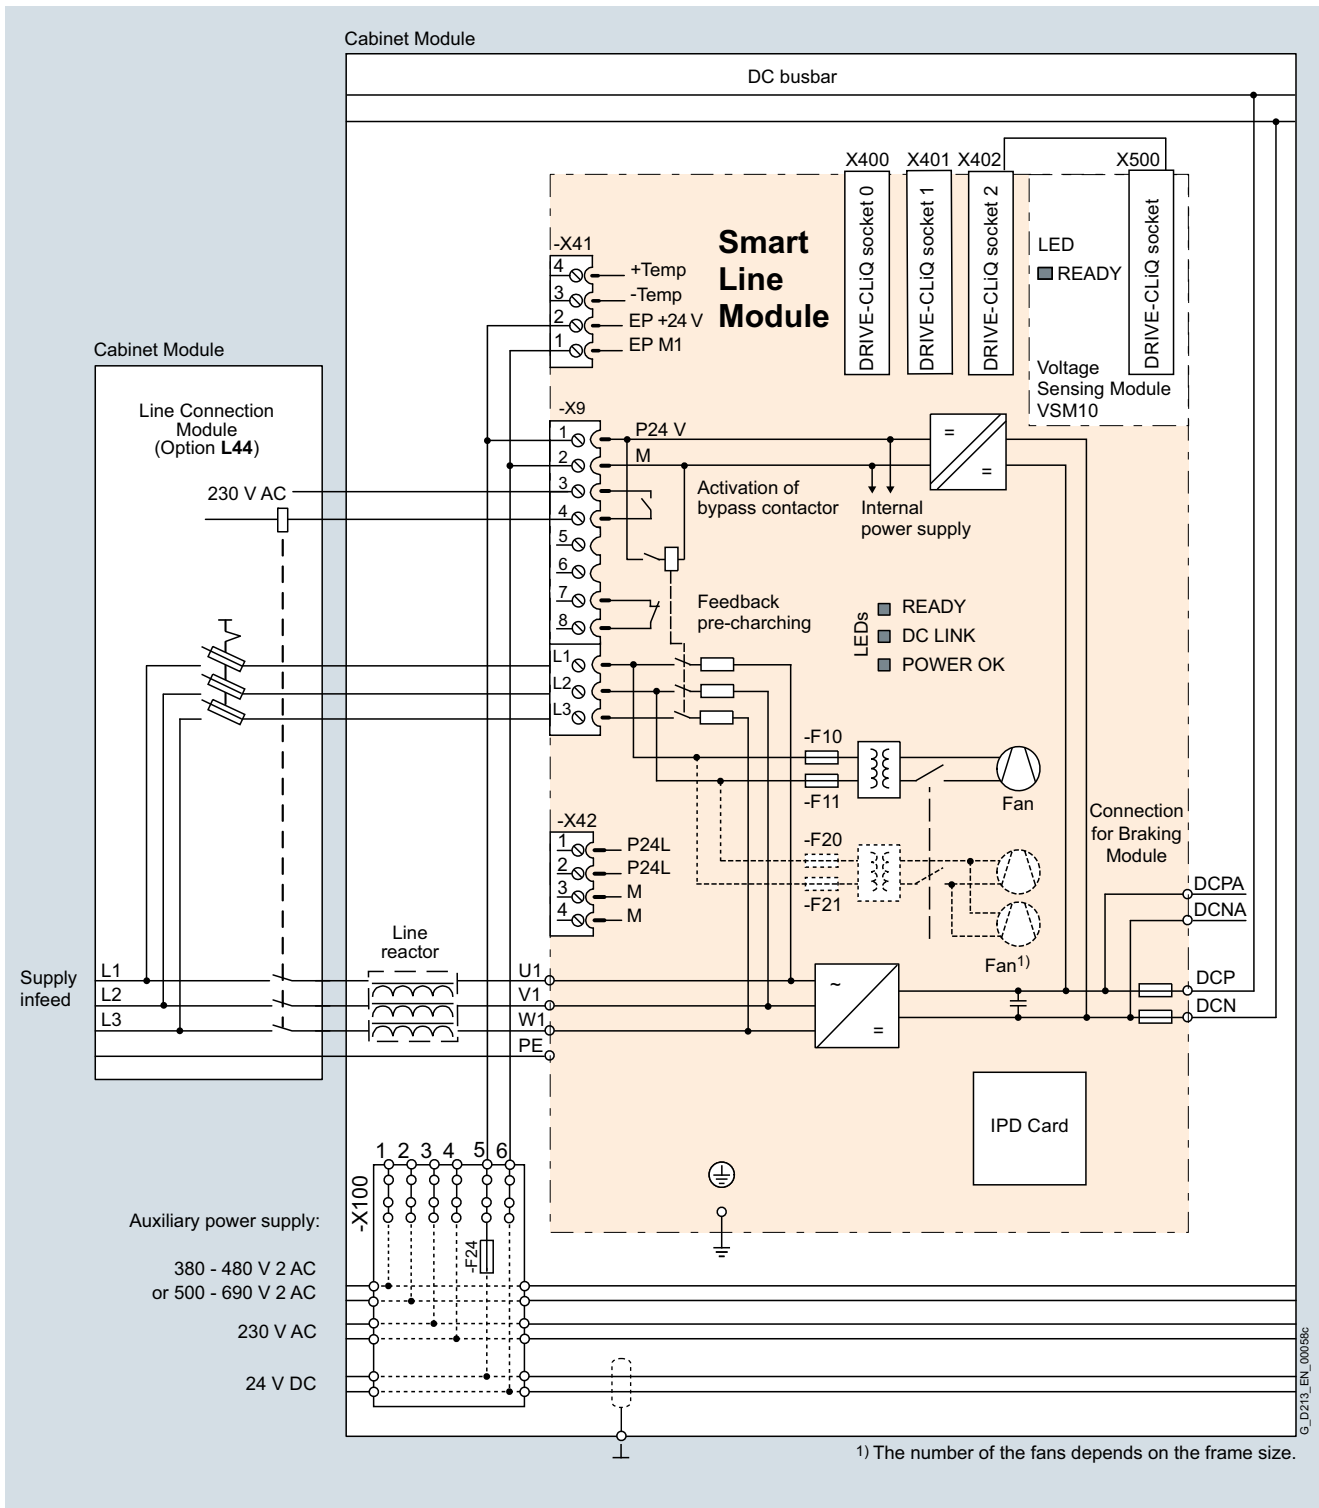 Cabinet Module
DC busbar
X400
X401
X402
X500
DRIVE-CLiQ socket 0
DRIVE-CLiQ socket 1
DRIVE-CLiQ socket 2
DRIVE-CLiQ socket
Smart
Line
Module
LED
READY
Voltage
Sensing Module
VSM10
-X41
4
+Temp
3
-Temp
2
EP +24 V
1
EP M1
Cabinet Module
Line Connection
Module
(Option L44)
230 V AC
-X9
1
P24 V
2
M
3
4
5
6
7
8
L1
L2
L3
=
=
Activation of
bypass contactor
Internal
power supply
Feedback
pre-charching
LEDs
READY
DC LINK
POWER OK
-F10
-F11
Fan
-F20
-F21
Fan1)
Connection
for Braking
Module
-X42
1
P24L
2
P24L
3
M
4
M
DCPA
DCNA
DCP
DCN
Line
reactor
Supply
infeed
L1
L2
L3
U1
V1
W1
PE
~
=
IPD Card
1 2 3 4 5 6
-X100
-F24
Auxiliary power supply:
380 - 480 V 2 AC
or 500 - 690 V 2 AC
230 V AC
24 V DC
G_D213_EN_00058c
1) The number of the fans depends on the frame size.